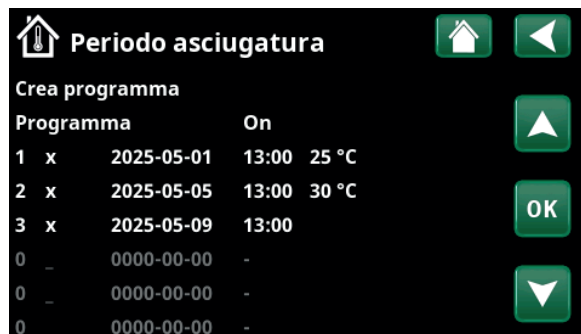 Periodo asciugatura
Crea programma
Programma On
1 x 2025-05-01 13:00 25 °C
2 x 2025-05-05 13:00 30 °C
3 x 2025-05-09 13:00
0 _ 0000-00-00 -
0 _ 0000-00-00 -
0 0000-00-00
OK